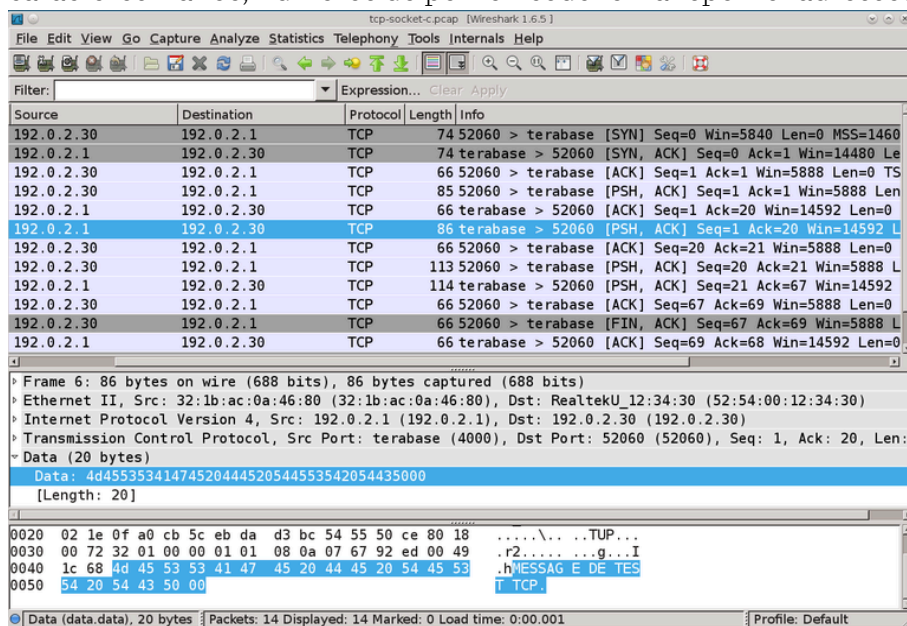 tcp-socket-c.pcap [Wireshark 1.6.5 ]
File Edit View Go Capture Analyze Statistics Telephony Tools Internals Help
Filter: Expression... Clear Apply
Source Destination Protocol Length Info
192.0.2.30 192.0.2.1 TCP 74 52060 > terabase [SYN] Seq=0 Win=5840 Len=0 MSS=1460
192.0.2.1 192.0.2.30 TCP 74 terabase > 52060 [SYN, ACK] Seq=0 Ack=1 Win=14480 Le
192.0.2.30 192.0.2.1 TCP 66 52060 > terabase [ACK] Seq=1 Ack=1 Win=5888 Len=0 TS
192.0.2.30 192.0.2.1 TCP 85 52060 > terabase [PSH, ACK] Seq=1 Ack=1 Win=5888 Len
192.0.2.1 192.0.2.30 TCP 66 terabase > 52060 [ACK] Seq=1 Ack=20 Win=14592 Len=0
192.0.2.1 192.0.2.30 TCP 86 terabase > 52060 [PSH, ACK] Seq=1 Ack=20 Win=14592 L
192.0.2.30 192.0.2.1 TCP 66 52060 > terabase [ACK] Seq=20 Ack=21 Win=5888 Len=0
192.0.2.30 192.0.2.1 TCP 113 52060 > terabase [PSH, ACK] Seq=20 Ack=21 Win=5888 L
192.0.2.1 192.0.2.30 TCP 114 terabase > 52060 [PSH, ACK] Seq=21 Ack=67 Win=14592
192.0.2.30 192.0.2.1 TCP 66 52060 > terabase [ACK] Seq=67 Ack=69 Win=5888 Len=0
192.0.2.30 192.0.2.1 TCP 66 52060 > terabase [FIN, ACK] Seq=67 Ack=69 Win=5888 L
192.0.2.1 192.0.2.30 TCP 66 terabase > 52060 [ACK] Seq=69 Ack=68 Win=14592 Len=0
Frame 6: 86 bytes on wire (688 bits), 86 bytes captured (688 bits)
Ethernet II, Src: 32:1b:ac:0a:46:80 (32:1b:ac:0a:46:80), Dst: RealtekU_12:34:30 (52:54:00:12:34:30)
Internet Protocol Version 4, Src: 192.0.2.1 (192.0.2.1), Dst: 192.0.2.30 (192.0.2.30)
Transmission Control Protocol, Src Port: terabase (4000), Dst Port: 52060 (52060), Seq: 1, Ack: 20, Len:
Data (20 bytes)
Data: 4d45535341474520444520544553542054435000
[Length: 20]
0020 02 1e 0f a0 cb 5c eb da d3 bc 54 55 50 ce 80 18 .....\.. ..TUP...
0030 00 72 32 01 00 00 01 01 08 0a 07 67 92 ed 00 49 .r2..... ...g...I
0040 1c 68 4d 45 53 53 41 47 45 20 44 45 20 54 45 53 .hMESSAG E DE TES
0050 54 20 54 43 50 00 T TCP.
Data (data.data), 20 bytes Packets: 14 Displayed: 14 Marked: 0 Load time: 0:00.001 Profile: Default